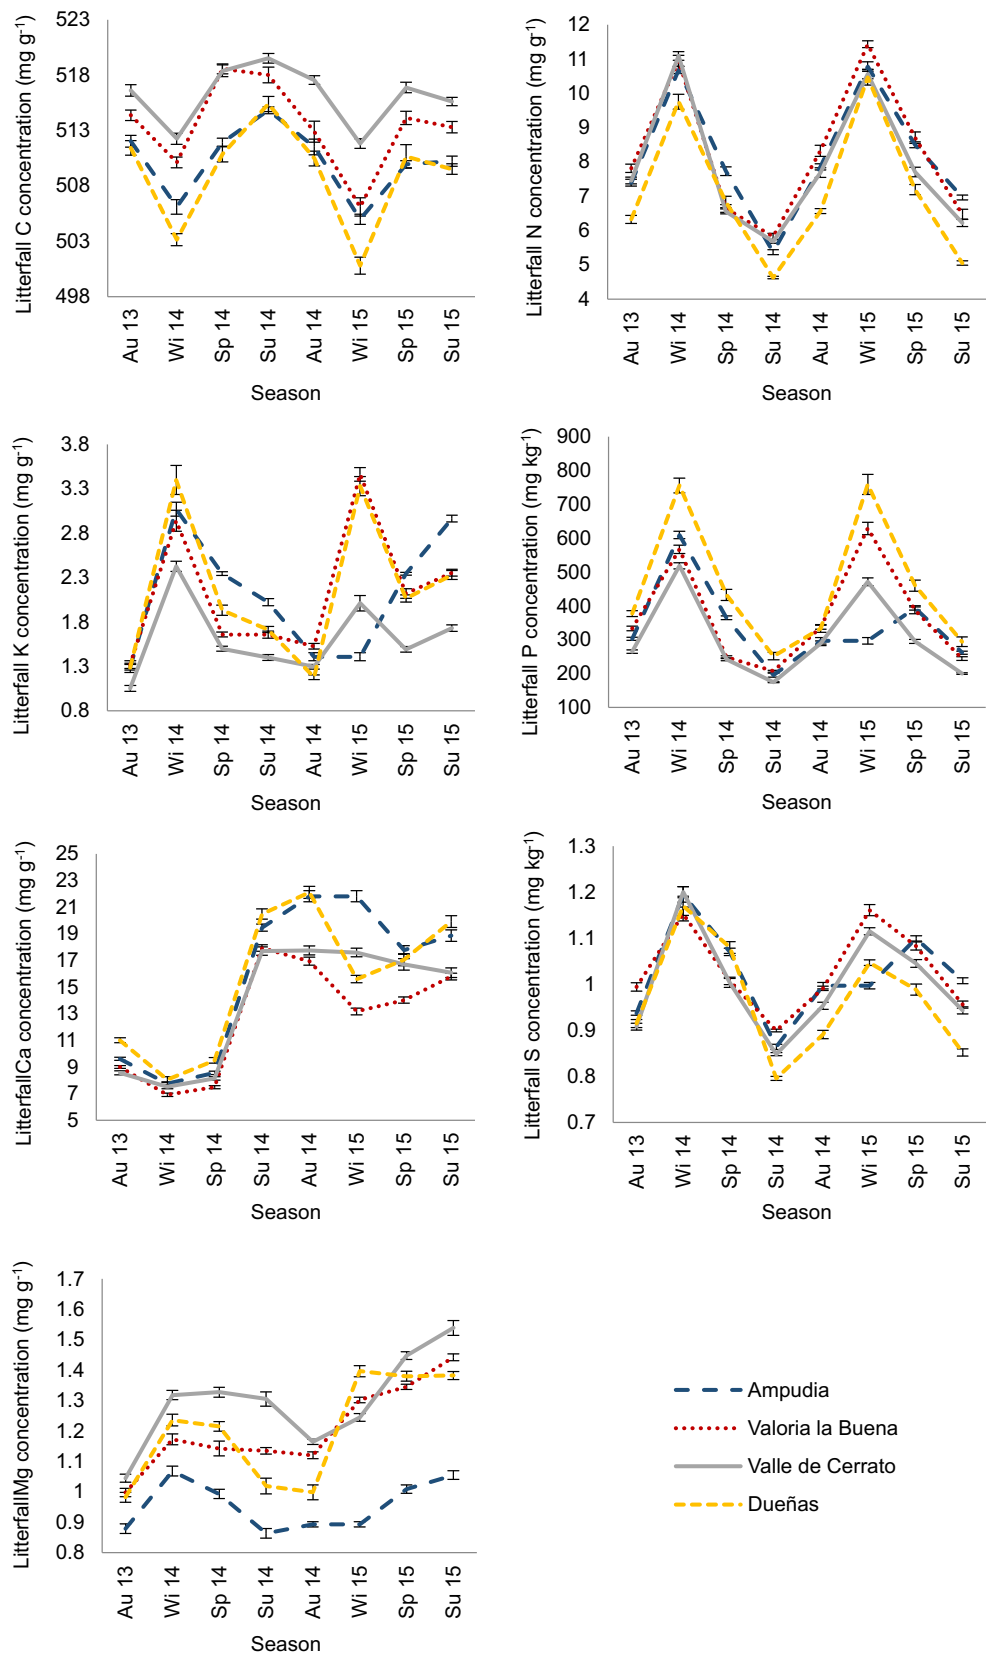 Litterfall C concentration (mg g-1)
523
518
513
508
503
498
Au 13
Wi 14
Sp 14
Su 14
Au 14
Wi 15
Sp 15
Su 15
Season
Litterfall N concentration (mg g-1)
12
11
10
9
8
7
6
5
4
Au 13
Wi 14
Sp 14
Su 14
Au 14
Wi 15
Sp 15
Su 15
Season
Litterfall K concentration (mg g-1)
3.8
3.3
2.8
2.3
1.8
1.3
0.8
Au 13
Wi 14
Sp 14
Su 14
Au 14
Wi 15
Sp 15
Su 15
Season
Litterfall P concentration (mg kg-1)
900
800
700
600
500
400
300
200
100
Au 13
Wi 14
Sp 14
Su 14
Au 14
Wi 15
Sp 15
Su 15
Season
LitterfallCa concentration (mg g-1)
25
23
21
19
17
15
13
11
9
7
5
Au 13
Wi 14
Sp 14
Su 14
Au 14
Wi 15
Sp 15
Su 15
Season
Litterfall S concentration (mg kg-1)
1.3
1.2
1.1
1
0.9
0.8
0.7
Au 13
Wi 14
Sp 14
Su 14
Au 14
Wi 15
Sp 15
Su 15
Season
LitterfallMg concentration (mg g-1)
1.7
1.6
1.5
1.4
1.3
1.2
1.1
1
0.9
0.8
Au 13
Wi 14
Sp 14
Su 14
Au 14
Wi 15
Sp 15
Su 15
Season
Ampudia
Valoria la Buena
Valle de Cerrato
Dueñas